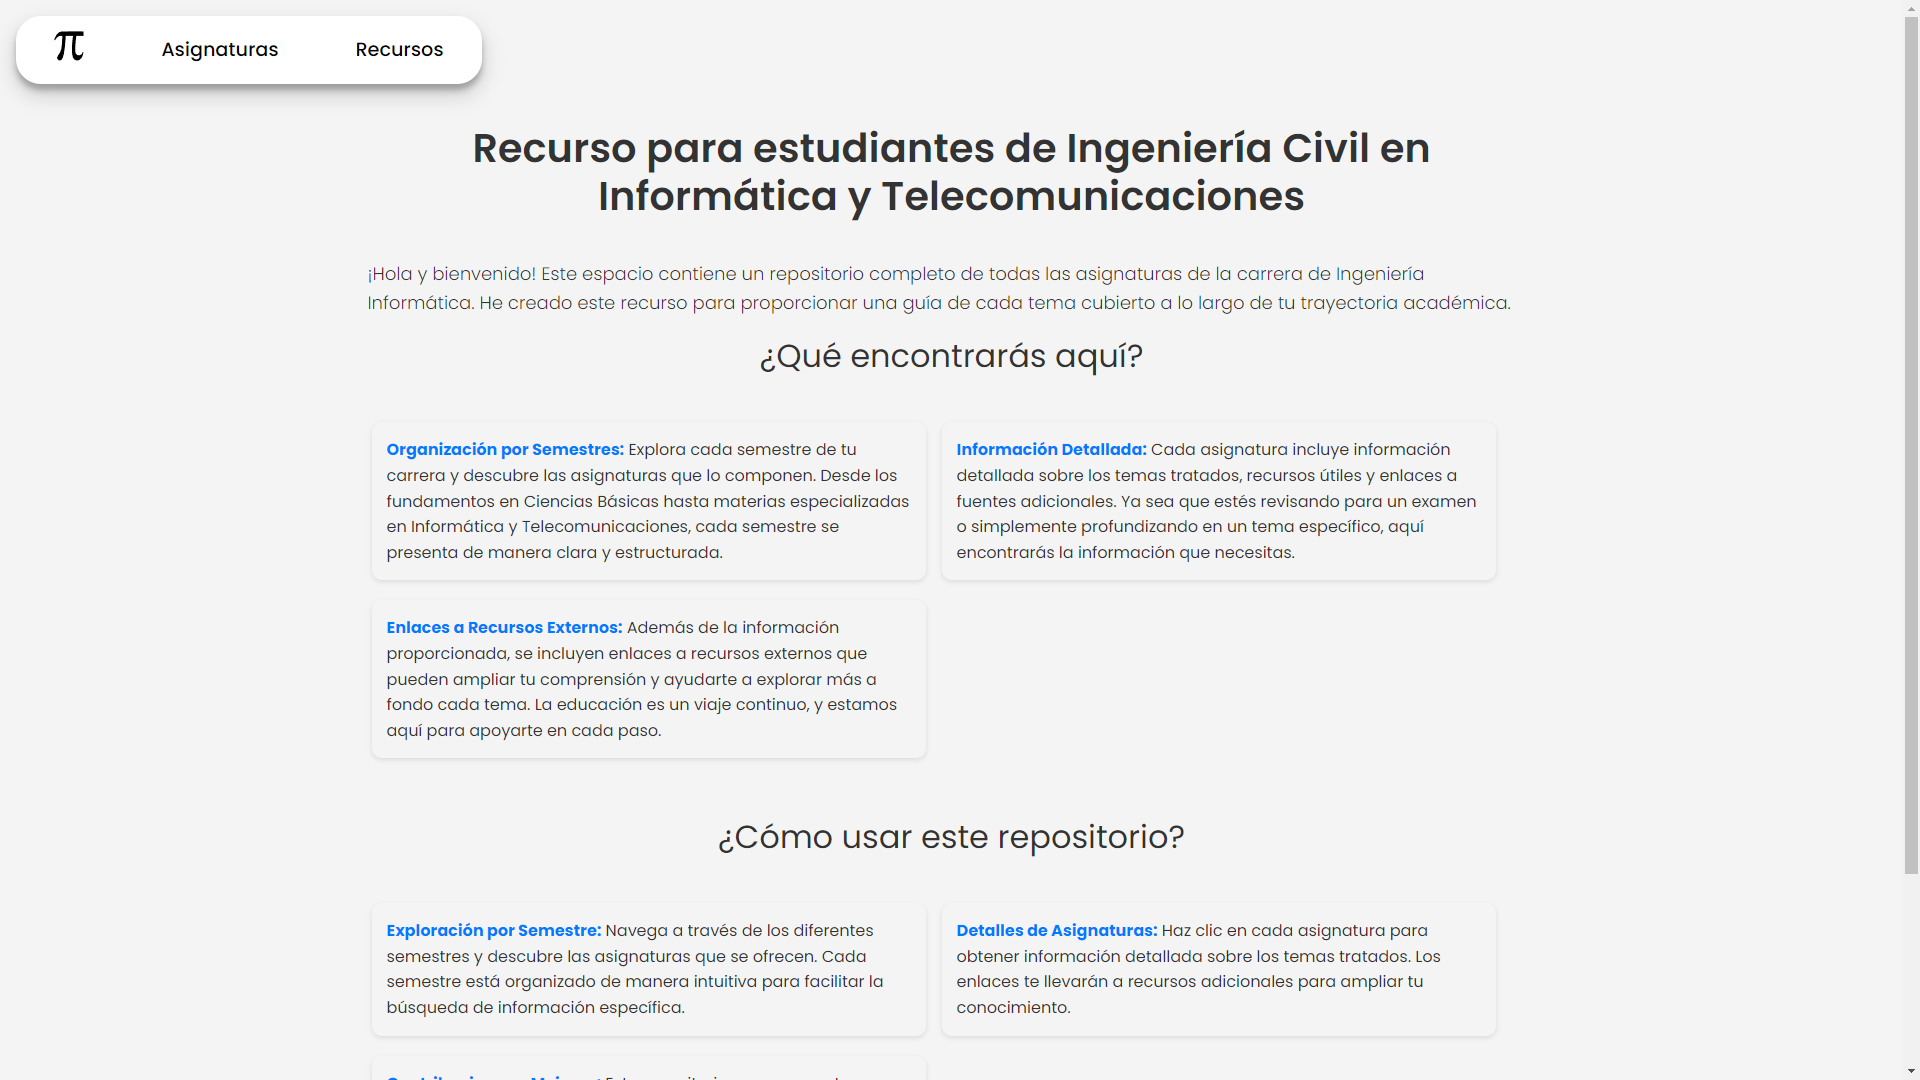 π
Asignaturas
Recursos
Recurso para estudiantes de Ingeniería Civil en
Informática y Telecomunicaciones
¡Hola y bienvenido! Este espacio contiene un repositorio completo de todas las asignaturas de la carrera de Ingeniería
Informática. He creado este recurso para proporcionar una guía de cada tema cubierto a lo largo de tu trayectoria académica.
¿Qué encontrarás aquí?
Organización por Semestres: Explora cada semestre de tu
carrera y descubre las asignaturas que lo componen. Desde los
fundamentos en Ciencias Básicas hasta materias especializadas
en Informática y Telecomunicaciones, cada semestre se
presenta de manera clara y estructurada.
Información Detallada: Cada asignatura incluye información
detallada sobre los temas tratados, recursos útiles y enlaces a
fuentes adicionales. Ya sea que estés revisando para un examen
o simplemente profundizando en un tema específico, aquí
encontrarás la información que necesitas.
Enlaces a Recursos Externos: Además de la información
proporcionada, se incluyen enlaces a recursos externos que
pueden ampliar tu comprensión y ayudarte a explorar más a
fondo cada tema. La educación es un viaje continuo, y estamos
aquí para apoyarte en cada paso.
¿Cómo usar este repositorio?
Exploración por Semestre: Navega a través de los diferentes
semestres y descubre las asignaturas que se ofrecen. Cada
semestre está organizado de manera intuitiva para facilitar la
búsqueda de información específica.
Detalles de Asignaturas: Haz clic en cada asignatura para
obtener información detallada sobre los temas tratados. Los
enlaces te llevarán a recursos adicionales para ampliar tu
conocimiento.